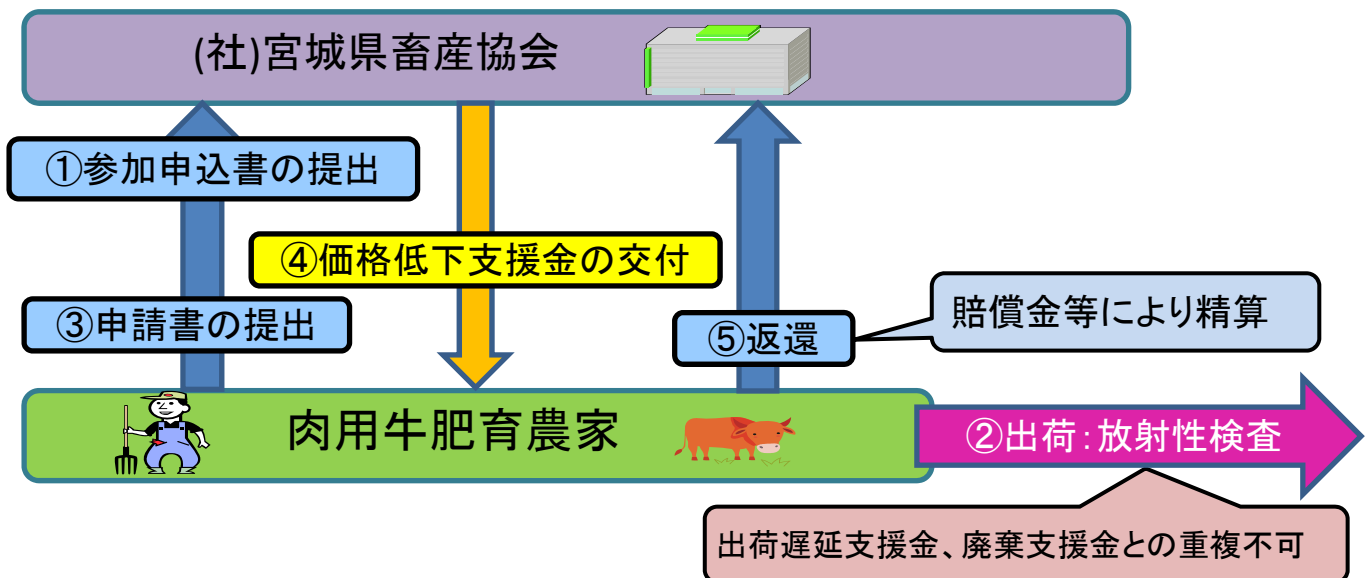 (社)宮城県畜産協会
①参加申込書の提出
④価格低下支援金の交付
③申請書の提出
⑤返還
賠償金等により精算
肉用牛肥育農家
②出荷：放射性検査
出荷遅延支援金、廃棄支援金との重複不可